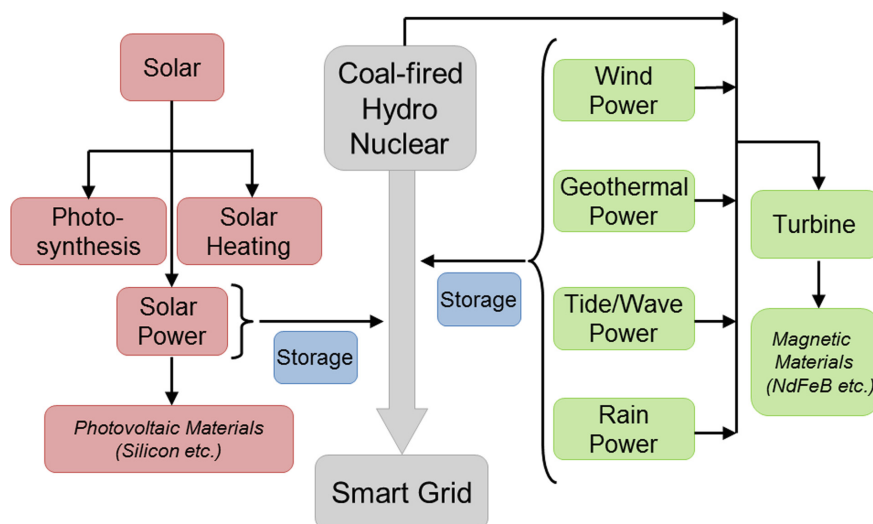 Solar
Photo-
synthesis
Solar
Heating
Solar
Power
Storage
Photovoltaic Materials
(Silicon etc.)
Coal-fired
Hydro
Nuclear
Smart Grid
Storage
Wind
Power
Geothermal
Power
Tide/Wave
Power
Rain
Power
Turbine
Magnetic
Materials
(NdFeB etc.)